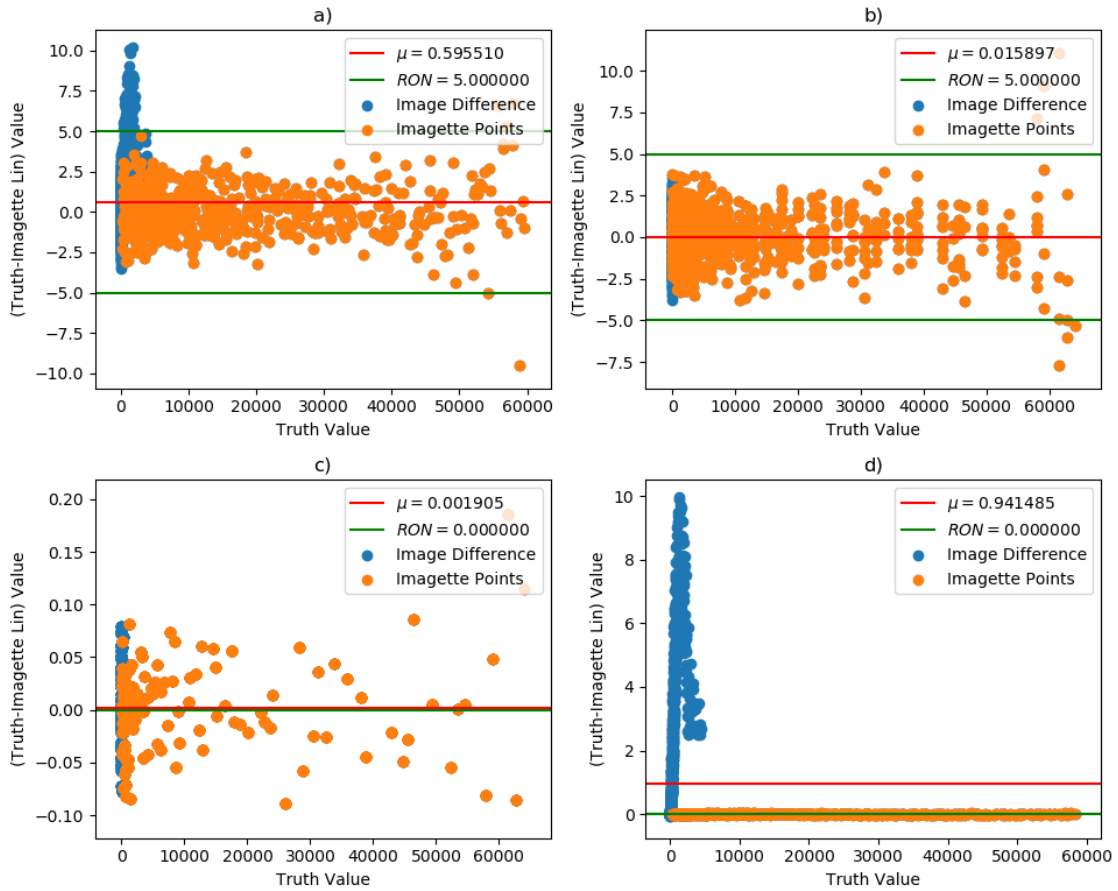 a)
(Truth-Imagette Lin) Value
10.0
7.5
5.0
2.5
0.0
−2.5
−5.0
−7.5
−10.0
μ = 0.595510
RON = 5.000000
Image Difference
Imagette Points
0 10000 20000 30000 40000 50000 60000
Truth Value
b)
(Truth-Imagette Lin) Value
10.0
7.5
5.0
2.5
0.0
−2.5
−5.0
−7.5
μ = 0.015897
RON = 5.000000
Image Difference
Imagette Points
0 10000 20000 30000 40000 50000 60000
Truth Value
c)
(Truth-Imagette Lin) Value
0.20
0.15
0.10
0.05
0.00
−0.05
−0.10
μ = 0.001905
RON = 0.000000
Image Difference
Imagette Points
0 10000 20000 30000 40000 50000 60000
Truth Value
d)
(Truth-Imagette Lin) Value
10
8
6
4
2
0
μ = 0.941485
RON = 0.000000
Image Difference
Imagette Points
0 10000 20000 30000 40000 50000 60000
Truth Value